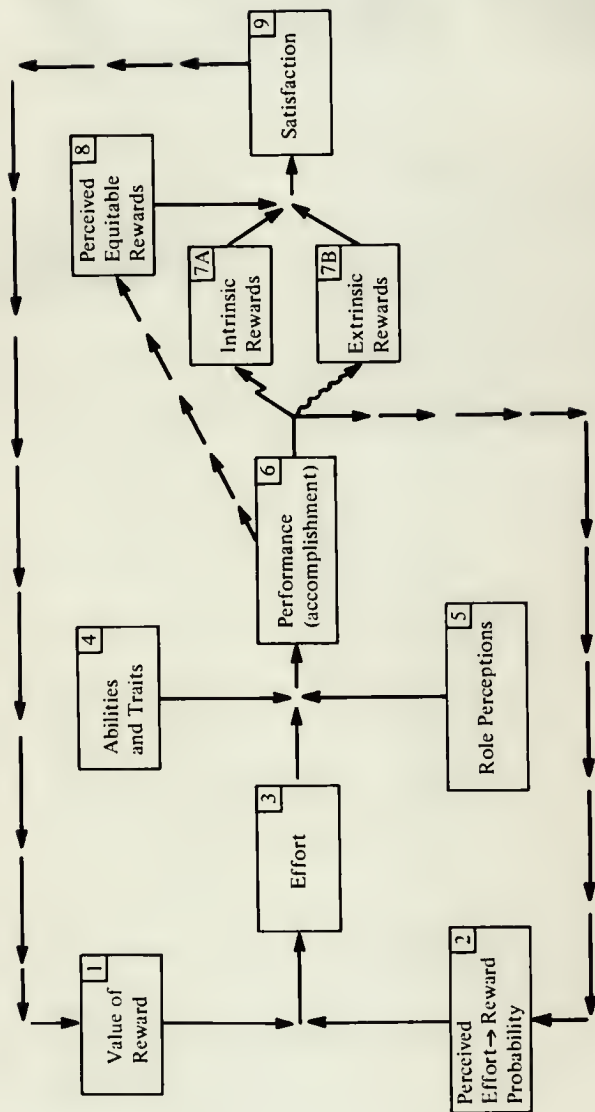 1
Value of
Reward
2
Perceived
Effort→Reward
Probability
3
Effort
4
Abilities
and Traits
5
Role Perceptions
6
Performance
(accomplishment)
7A
Intrinsic
Rewards
7B
Extrinsic
Rewards
8
Perceived
Equitable
Rewards
9
Satisfaction